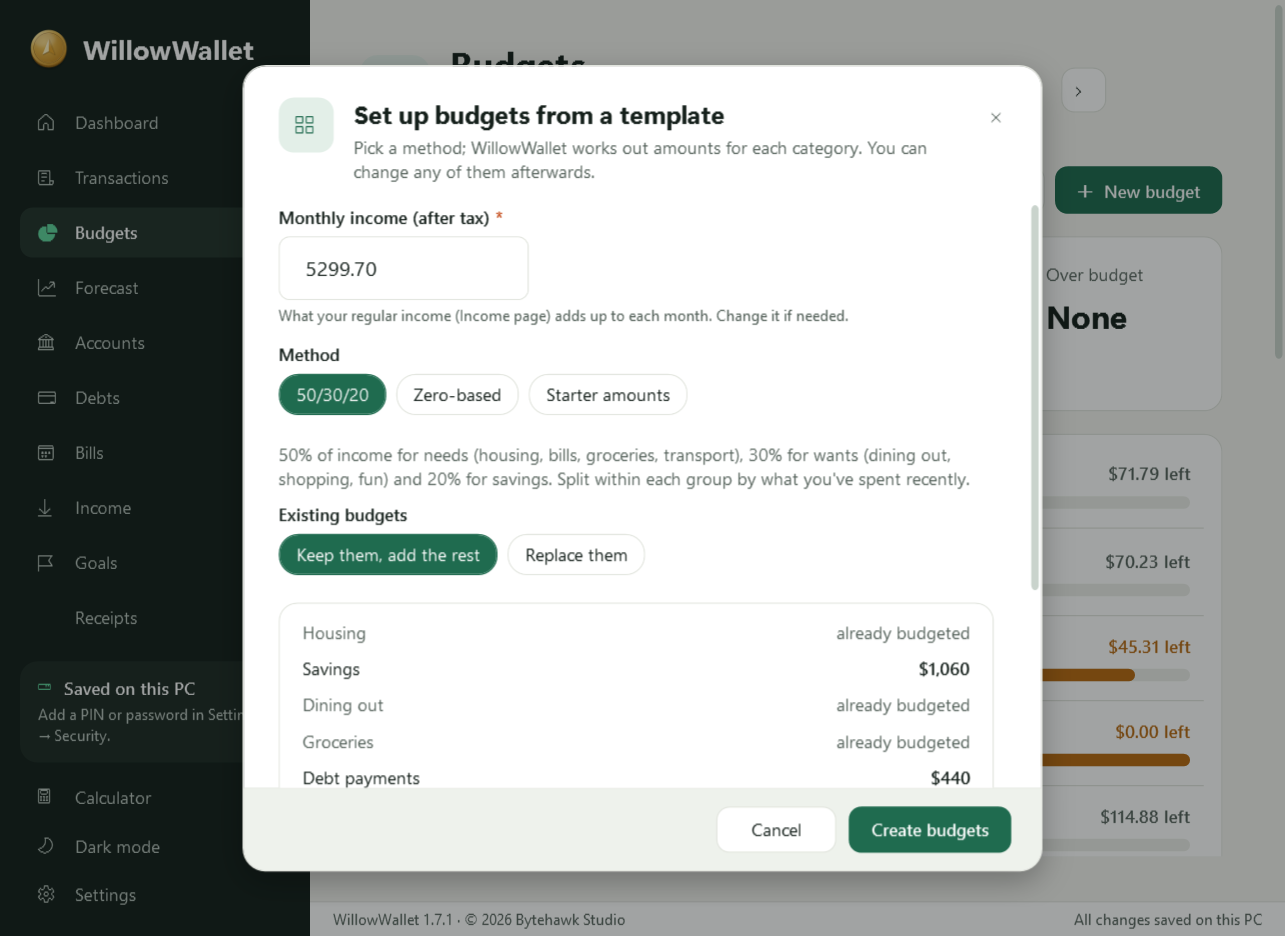 WillowWallet
Dashboard
Transactions
Budgets
Forecast
Accounts
Debts
Bills
Income
Goals
Receipts
Saved on this PC
Add a PIN or password in
→ Security.
Calculator
Dark mode
Settings
Budgets
New budget
Over budget
None
$71.79 left
$70.23 left
$45.31 left
$0.00 left
$114.88 left
Set up budgets from a template
Pick a method; WillowWallet works out amounts for each category. You can
change any of them afterwards.
Monthly income (after tax) *
5299.70
What your regular income (Income page) adds up to each month. Change it if needed.
Method
50/30/20
Zero-based
Starter amounts
50% of income for needs (housing, bills, groceries, transport), 30% for wants (dining out,
shopping, fun) and 20% for savings. Split within each group by what you've spent recently.
Existing budgets
Keep them, add the rest
Replace them
Housing already budgeted
Savings $1,060
Dining out already budgeted
Groceries already budgeted
Debt payments $440
Cancel
Create budgets
WillowWallet 1.7.1 · © 2026 Bytehawk Studio
All changes saved on this PC